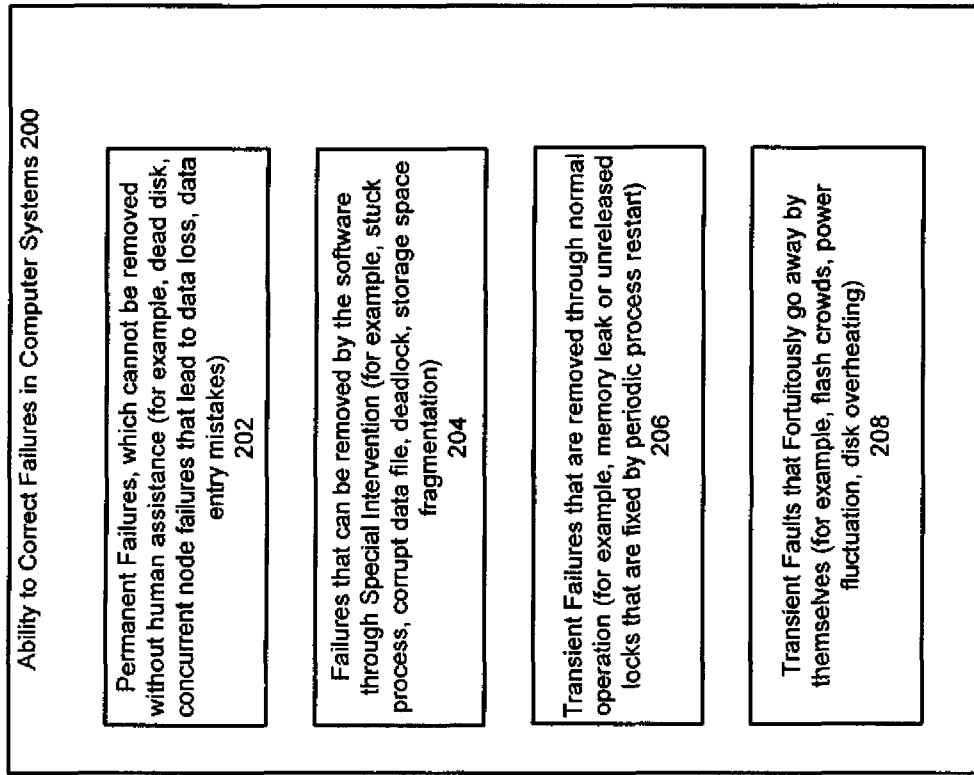 Ability to Correct Failures in Computer Systems 200
Permanent Failures, which cannot be removed
without human assistance (for example, dead disk,
concurrent node failures that lead to data loss, data
entry mistakes)
202
Failures that can be removed by the software
through Special Intervention (for example, stuck
process, corrupt data file, deadlock, storage space
fragmentation)
204
Transient Failures that are removed through normal
operation (for example, memory leak or unreleased
locks that are fixed by periodic process restart)
206
Transient Faults that Fortuitously go away by
themselves (for example, flash crowds, power
fluctuation, disk overheating)
208